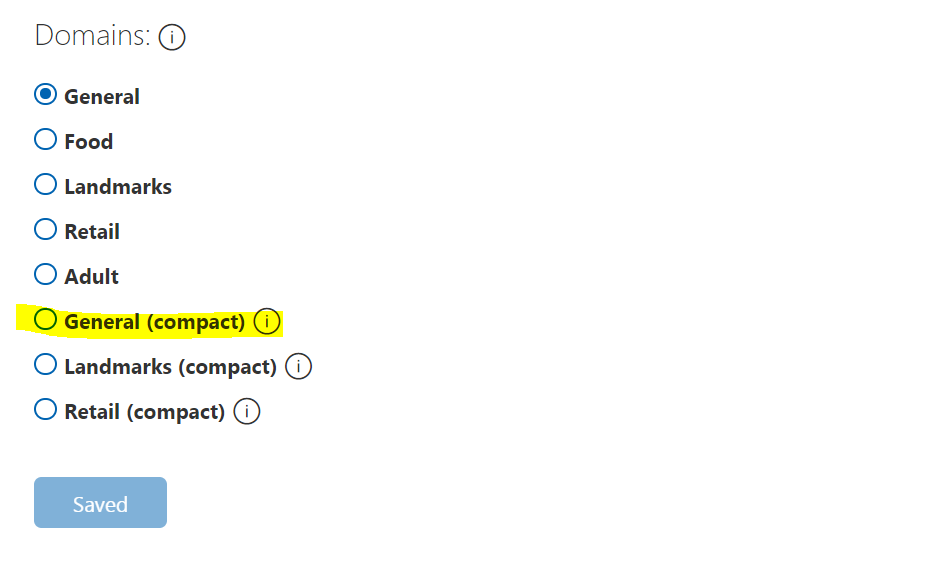 Domains: i
General
Food
Landmarks
Retail
Adult
General (compact) i
Landmarks (compact) i
Retail (compact) i
Saved